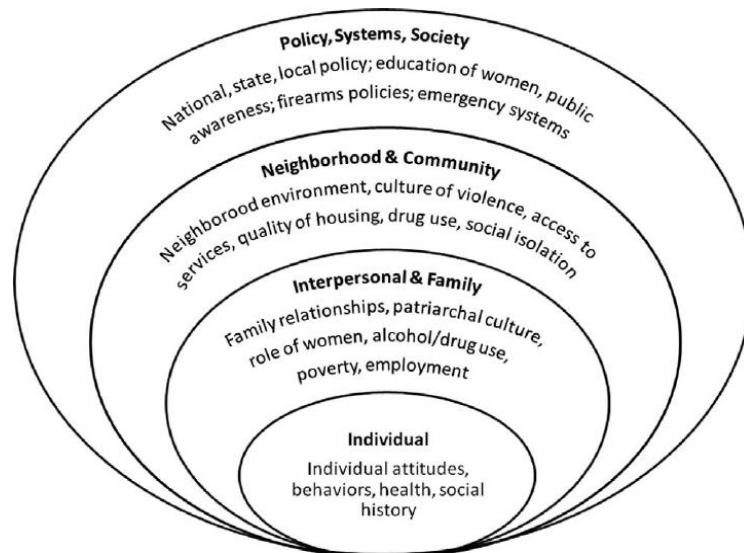 Policy, Systems, Society
National, state, local policy; education of women, public
awareness; firearms policies; emergency systems
Neighborhood & Community
Neighborood environment, culture of violence, access to
services, quality of housing, drug use, social isolation
Interpersonal & Family
Family relationships, patriarchal culture,
role of women, alcohol/drug use,
poverty, employment
Individual
Individual attitudes,
behaviors, health, social
history